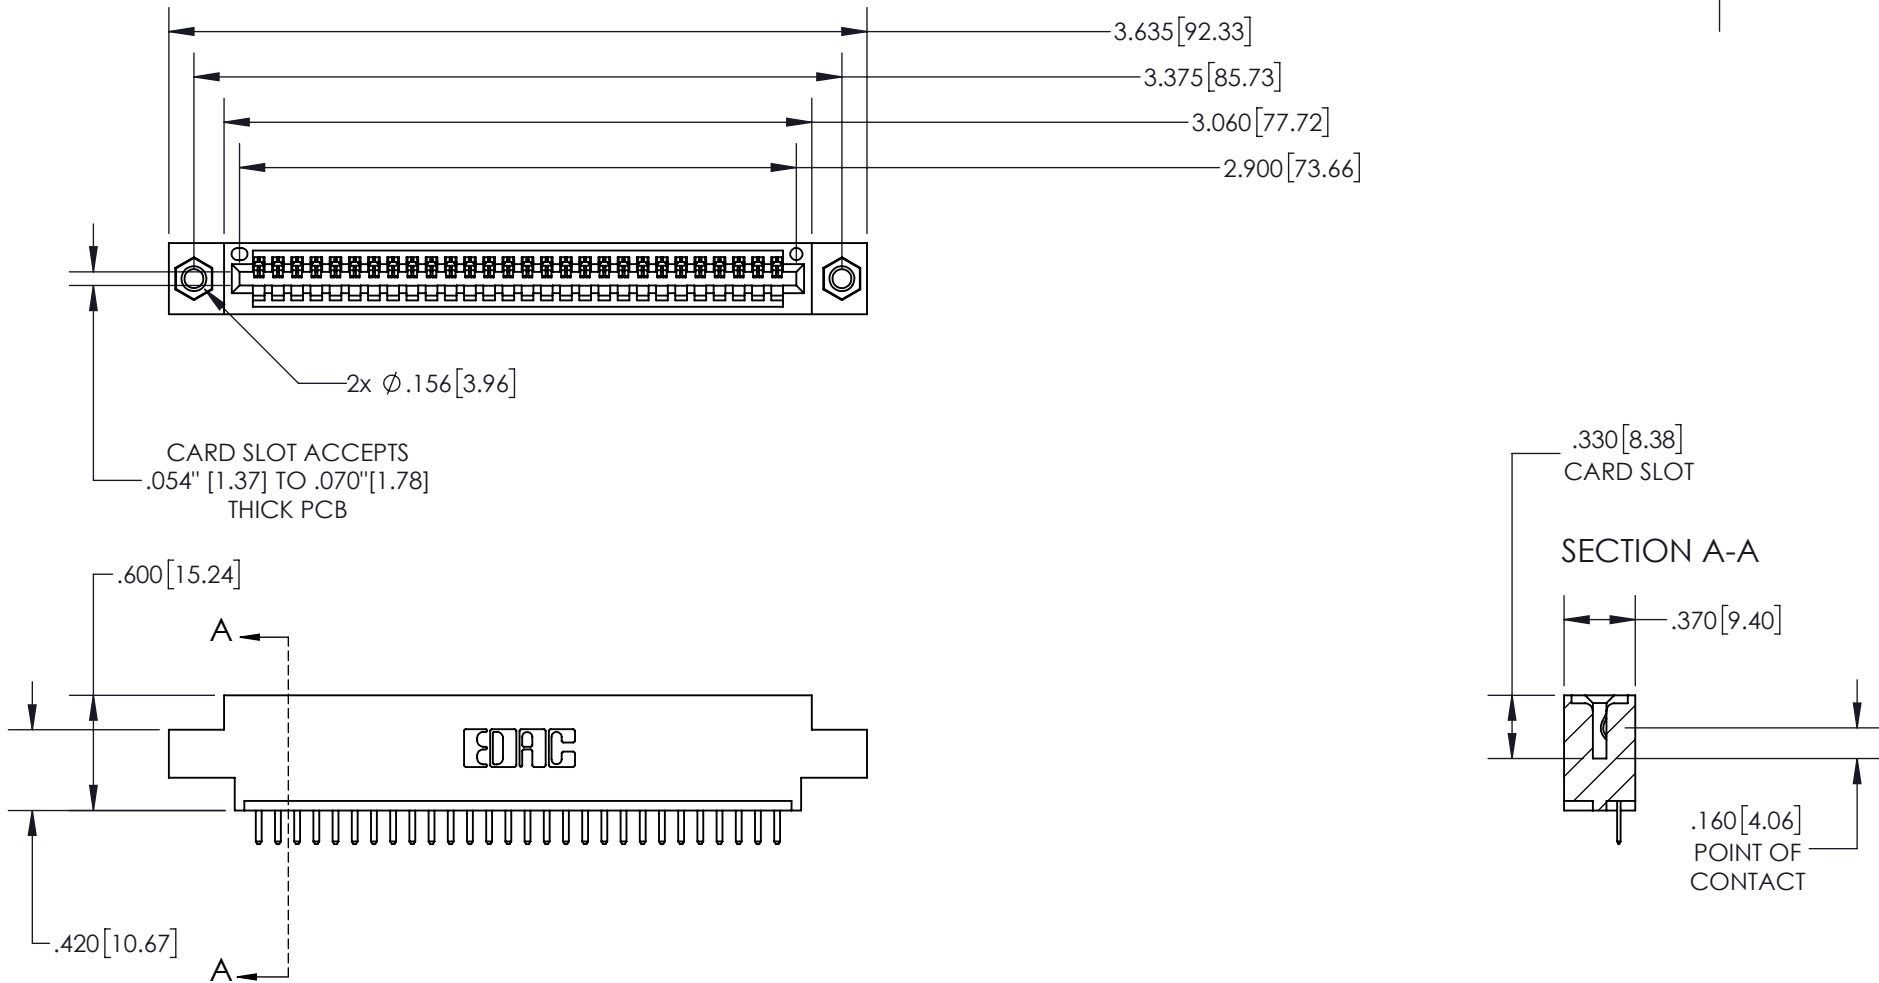 3.635[92.33]
3.375[85.73]
3.060[77.72]
2.900[73.66]
2x ∅.156[3.96]
CARD SLOT ACCEPTS
.054" [1.37] TO .070"[1.78]
THICK PCB
.330[8.38]
CARD SLOT
SECTION A-A
.600[15.24]
.370[9.40]
A
EDAC
.160[4.06]
POINT OF
CONTACT
.420[10.67]
A